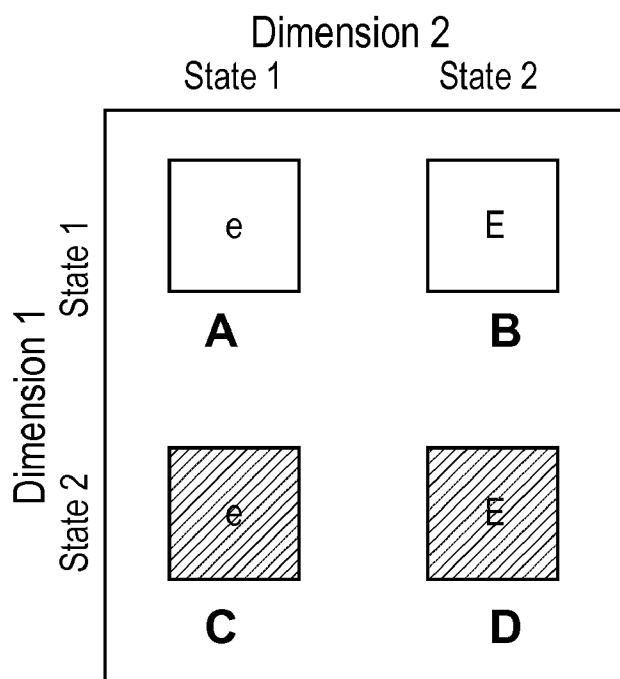 Dimension 2
State 1 State 2
Dimension 1
State 1
e E
A B
State 2
e E
C D